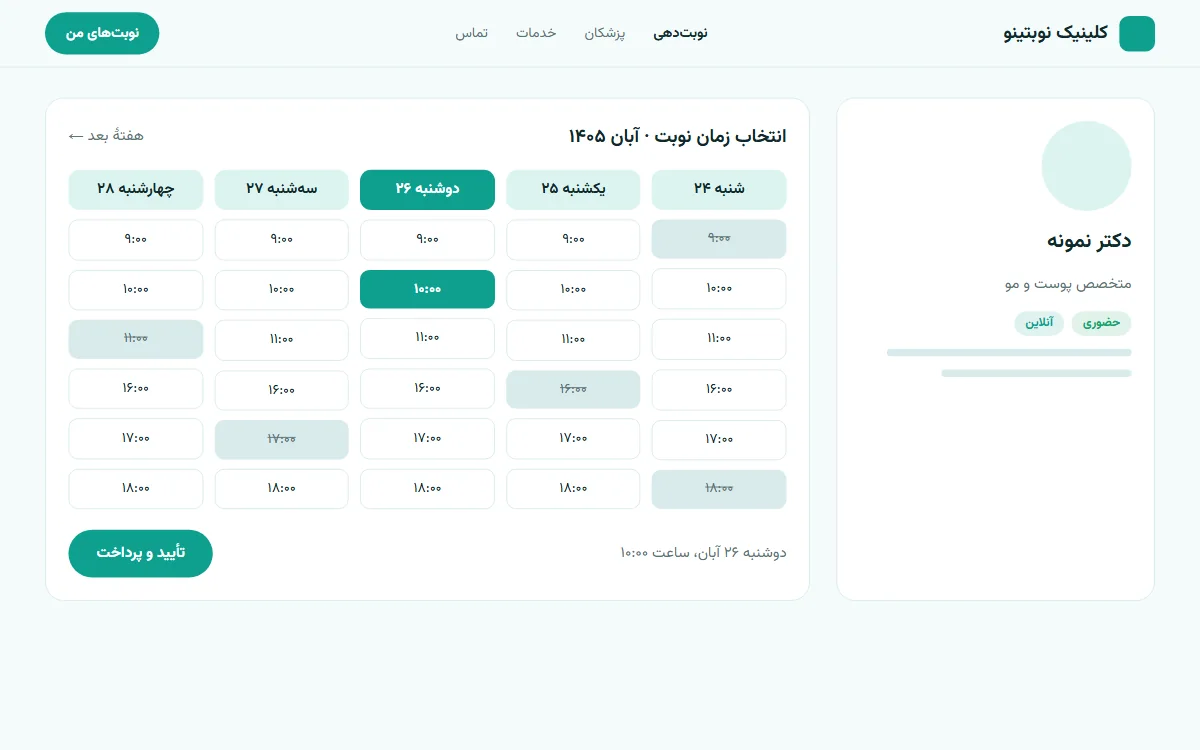 کلینیک نوبتینو
نوبت‌دهی پزشکان خدمات تماس
نوبت‌های من
دکتر نمونه
متخصص پوست و مو
حضوری آنلاین
انتخاب زمان نوبت · آبان ۱۴۰۵
هفتهٔ بعد ←
شنبه ۲۴ یکشنبه ۲۵ دوشنبه ۲۶ سه‌شنبه ۲۷ چهارشنبه ۲۸
۹:۰۰ ۹:۰۰ ۹:۰۰ ۹:۰۰ ۹:۰۰
۱۰:۰۰ ۱۰:۰۰ ۱۰:۰۰ ۱۰:۰۰ ۱۰:۰۰
۱۱:۰۰ ۱۱:۰۰ ۱۱:۰۰ ۱۱:۰۰ ۱۱:۰۰
۱۶:۰۰ ۱۶:۰۰ ۱۶:۰۰ ۱۶:۰۰ ۱۶:۰۰
۱۷:۰۰ ۱۷:۰۰ ۱۷:۰۰ ۱۷:۰۰ ۱۷:۰۰
۱۸:۰۰ ۱۸:۰۰ ۱۸:۰۰ ۱۸:۰۰ ۱۸:۰۰
دوشنبه ۲۶ آبان، ساعت ۱۰:۰۰
تأیید و پرداخت